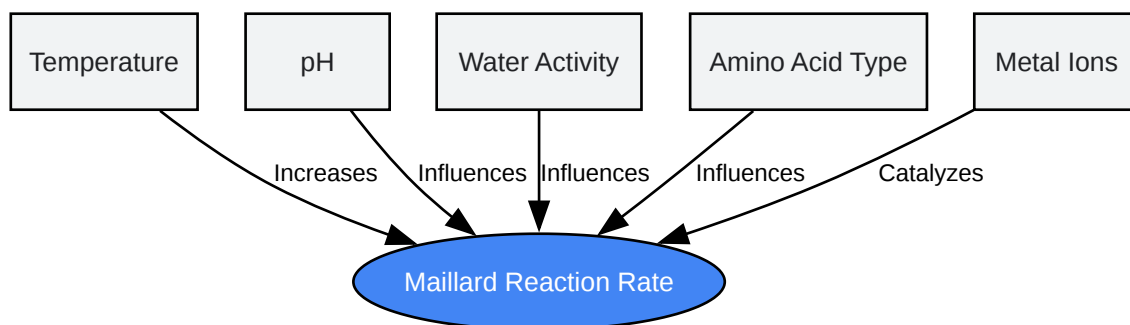 Temperature
pH
Water Activity
Amino Acid Type
Metal Ions
Increases
Influences
Influences
Influences
Catalyzes
Maillard Reaction Rate